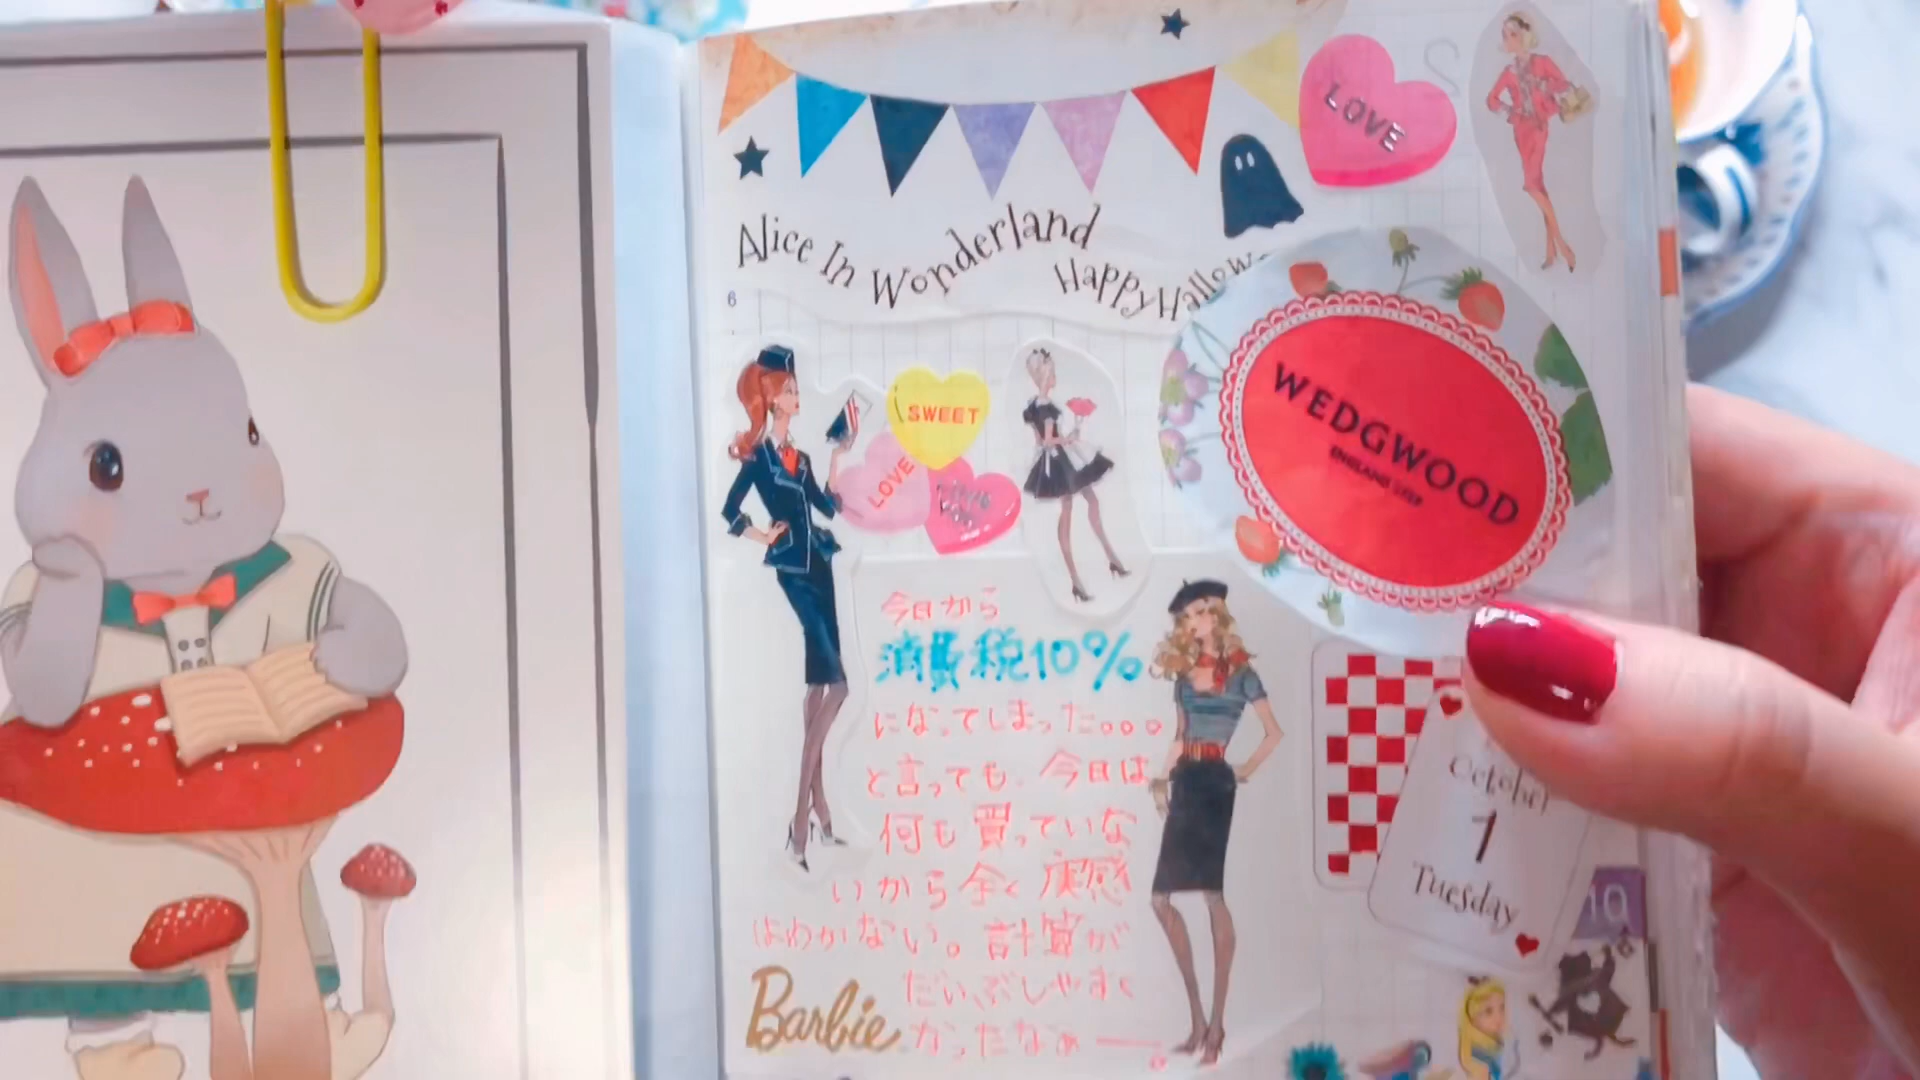 LOVE
Alice In Wonderland
Happy Hallow
6
SWEET
LOVE
WEDGWOOD
今日から
消費税10%
になってしまった。。。
と言っても、今日は
何も買っていな
いから全く実感
はわかない。計算が
だいぶしやすく
なったなぁー。
Barbie
October
1
Tuesday
10